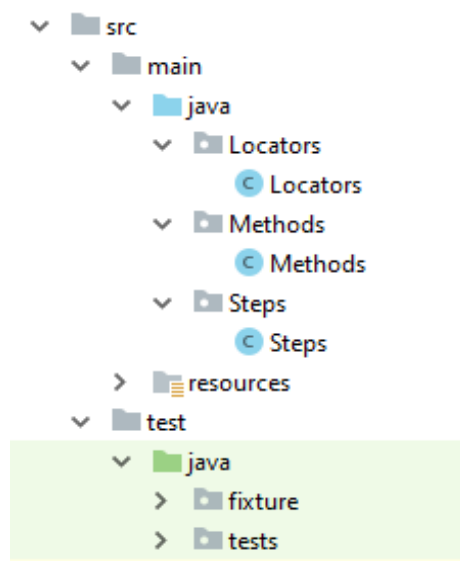 src
main
java
Locators
C Locators
Methods
C Methods
Steps
C Steps
resources
test
java
fixture
tests